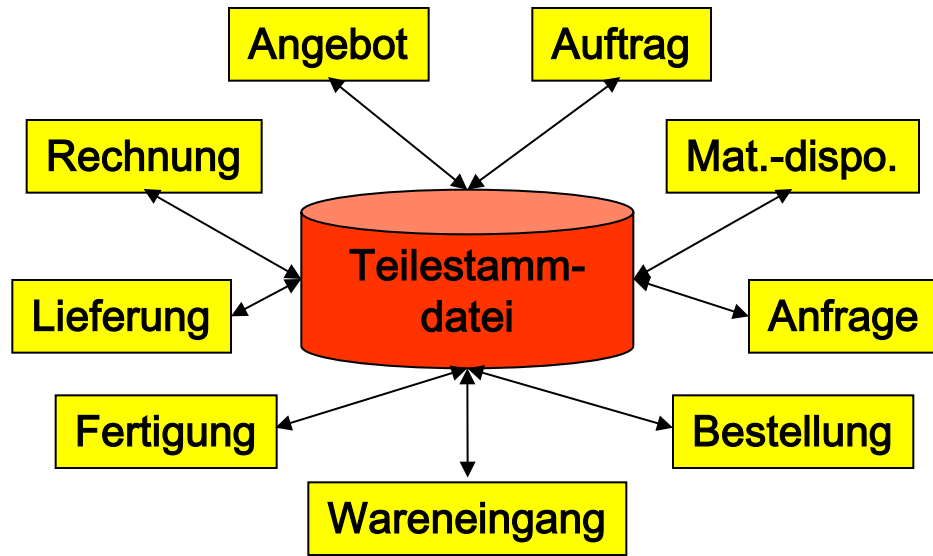 Angebot
Auftrag
Rechnung
Mat.-dispo.
Teilestamm-
datei
Lieferung
Anfrage
Fertigung
Bestellung
Wareneingang